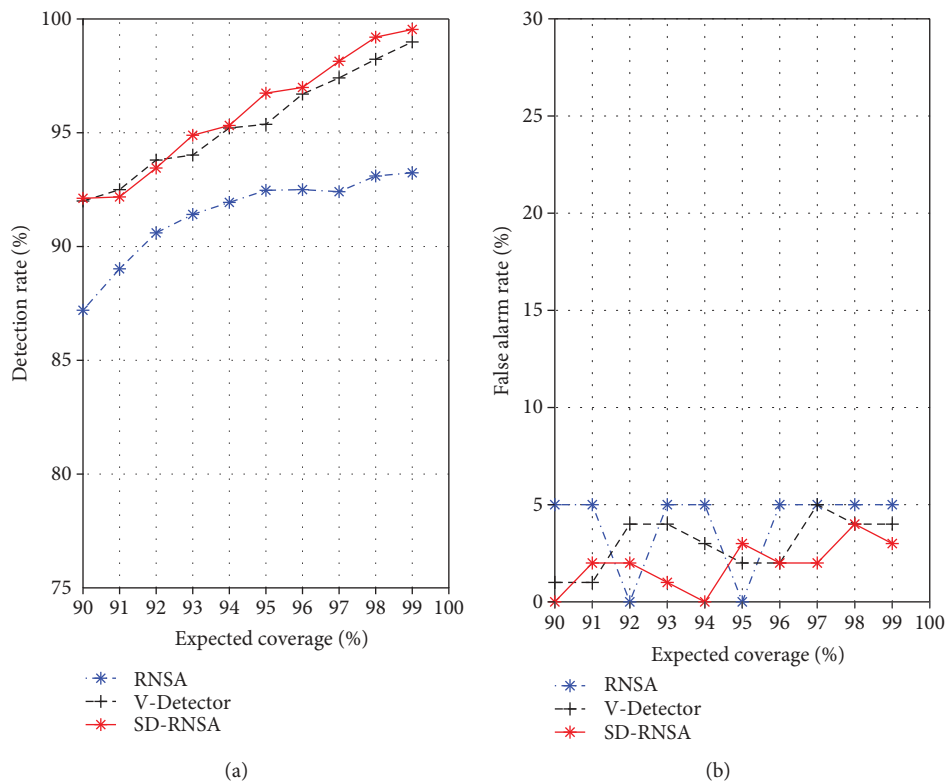 100
95
90
85
80
75
Detection rate (%)
90 91 92 93 94 95 96 97 98 99 100
Expected coverage (%)
RNSA
V-Detector
SD-RNSA
(a)
30
25
20
15
10
5
0
False alarm rate (%)
90 91 92 93 94 95 96 97 98 99 100
Expected coverage (%)
RNSA
V-Detector
SD-RNSA
(b)